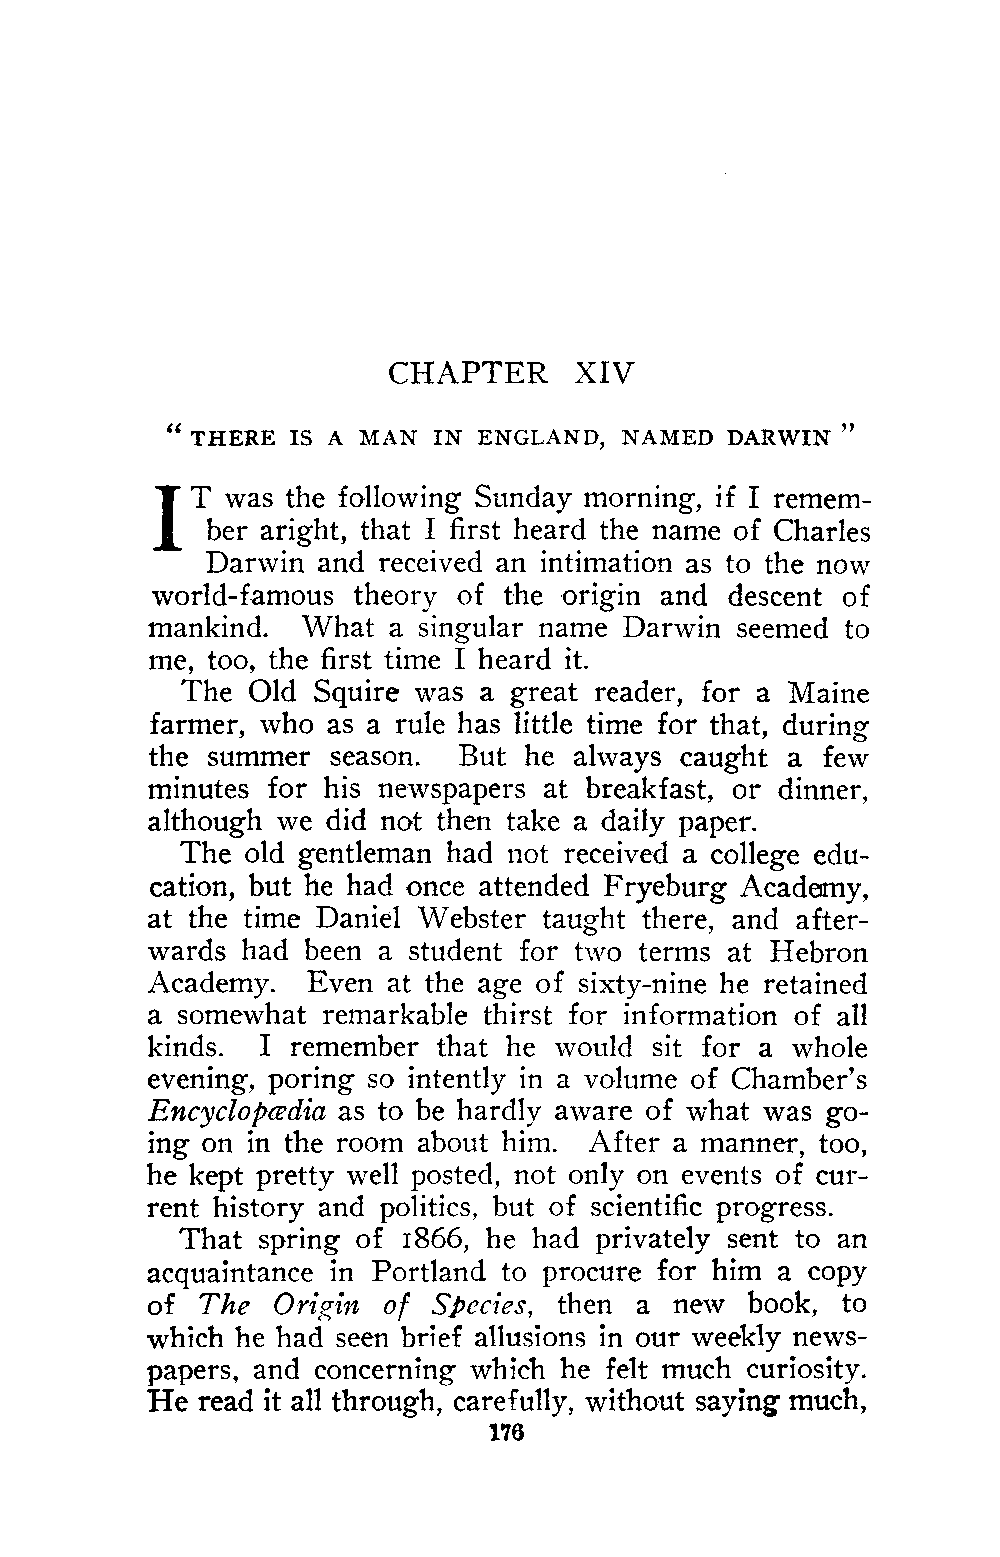 CHAPTER XIV
“ THERE IS A MAN IN ENGLAND, NAMED DARWIN ”
IT was the following Sunday morning, if I remem-
ber aright, that I first heard the name of Charles
Darwin and received an intimation as to the now
world-famous theory of the origin and descent of
mankind. What a singular name Darwin seemed to
me, too, the first time I heard it.
The Old Squire was a great reader, for a Maine
farmer, who as a rule has little time for that, during
the summer season. But he always caught a few
minutes for his newspapers at breakfast, or dinner,
although we did not then take a daily paper.
The old gentleman had not received a college edu-
cation, but he had once attended Fryeburg Academy,
at the time Daniel Webster taught there, and after-
wards had been a student for two terms at Hebron
Academy. Even at the age of sixty-nine he retained
a somewhat remarkable thirst for information of all
kinds. I remember that he would sit for a whole
evening, poring so intently in a volume of Chamber’s
Encyclopædia as to be hardly aware of what was go-
ing on in the room about him. After a manner, too,
he kept pretty well posted, not only on events of cur-
rent history and politics, but of scientific progress.
That spring of 1866, he had privately sent to an
acquaintance in Portland to procure for him a copy
of The Origin of Species, then a new book, to
which he had seen brief allusions in our weekly news-
papers, and concerning which he felt much curiosity.
He read it all through, carefully, without saying much,
176